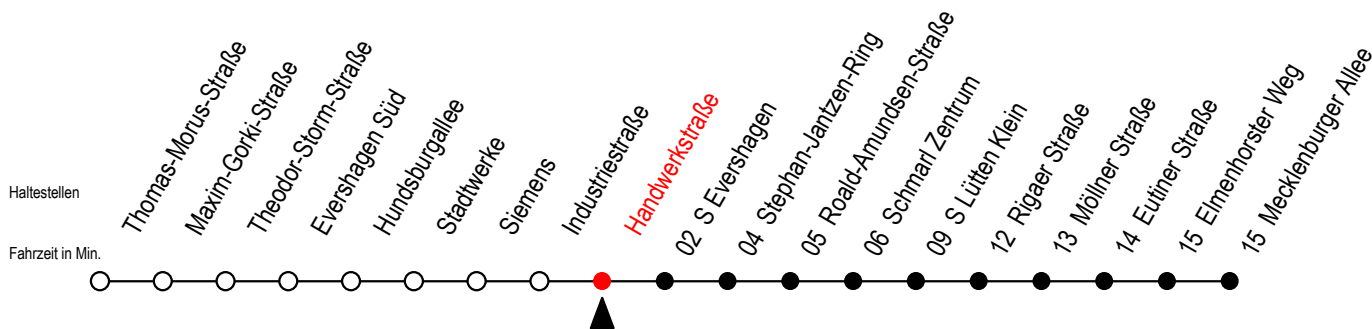 Haltestellen
Fahrzeit in Min.
Thomas-Morus-Straße
Maxim-Gorki-Straße
Theodor-Storm-Straße
Evershagen Süd
Hundsburgallee
Stadtwerke
Siemens
Industriestraße
Handwerkstraße
02 S Evershagen
04 Stephan-Jantzen-Ring
05 Roald-Amundsen-Straße
06 Schmarl Zentrum
09 S Lütten Klein
12 Rigaer Straße
13 Möllner Straße
14 Eutiner Straße
15 Elmenhorster Weg
15 Mecklenburger Allee